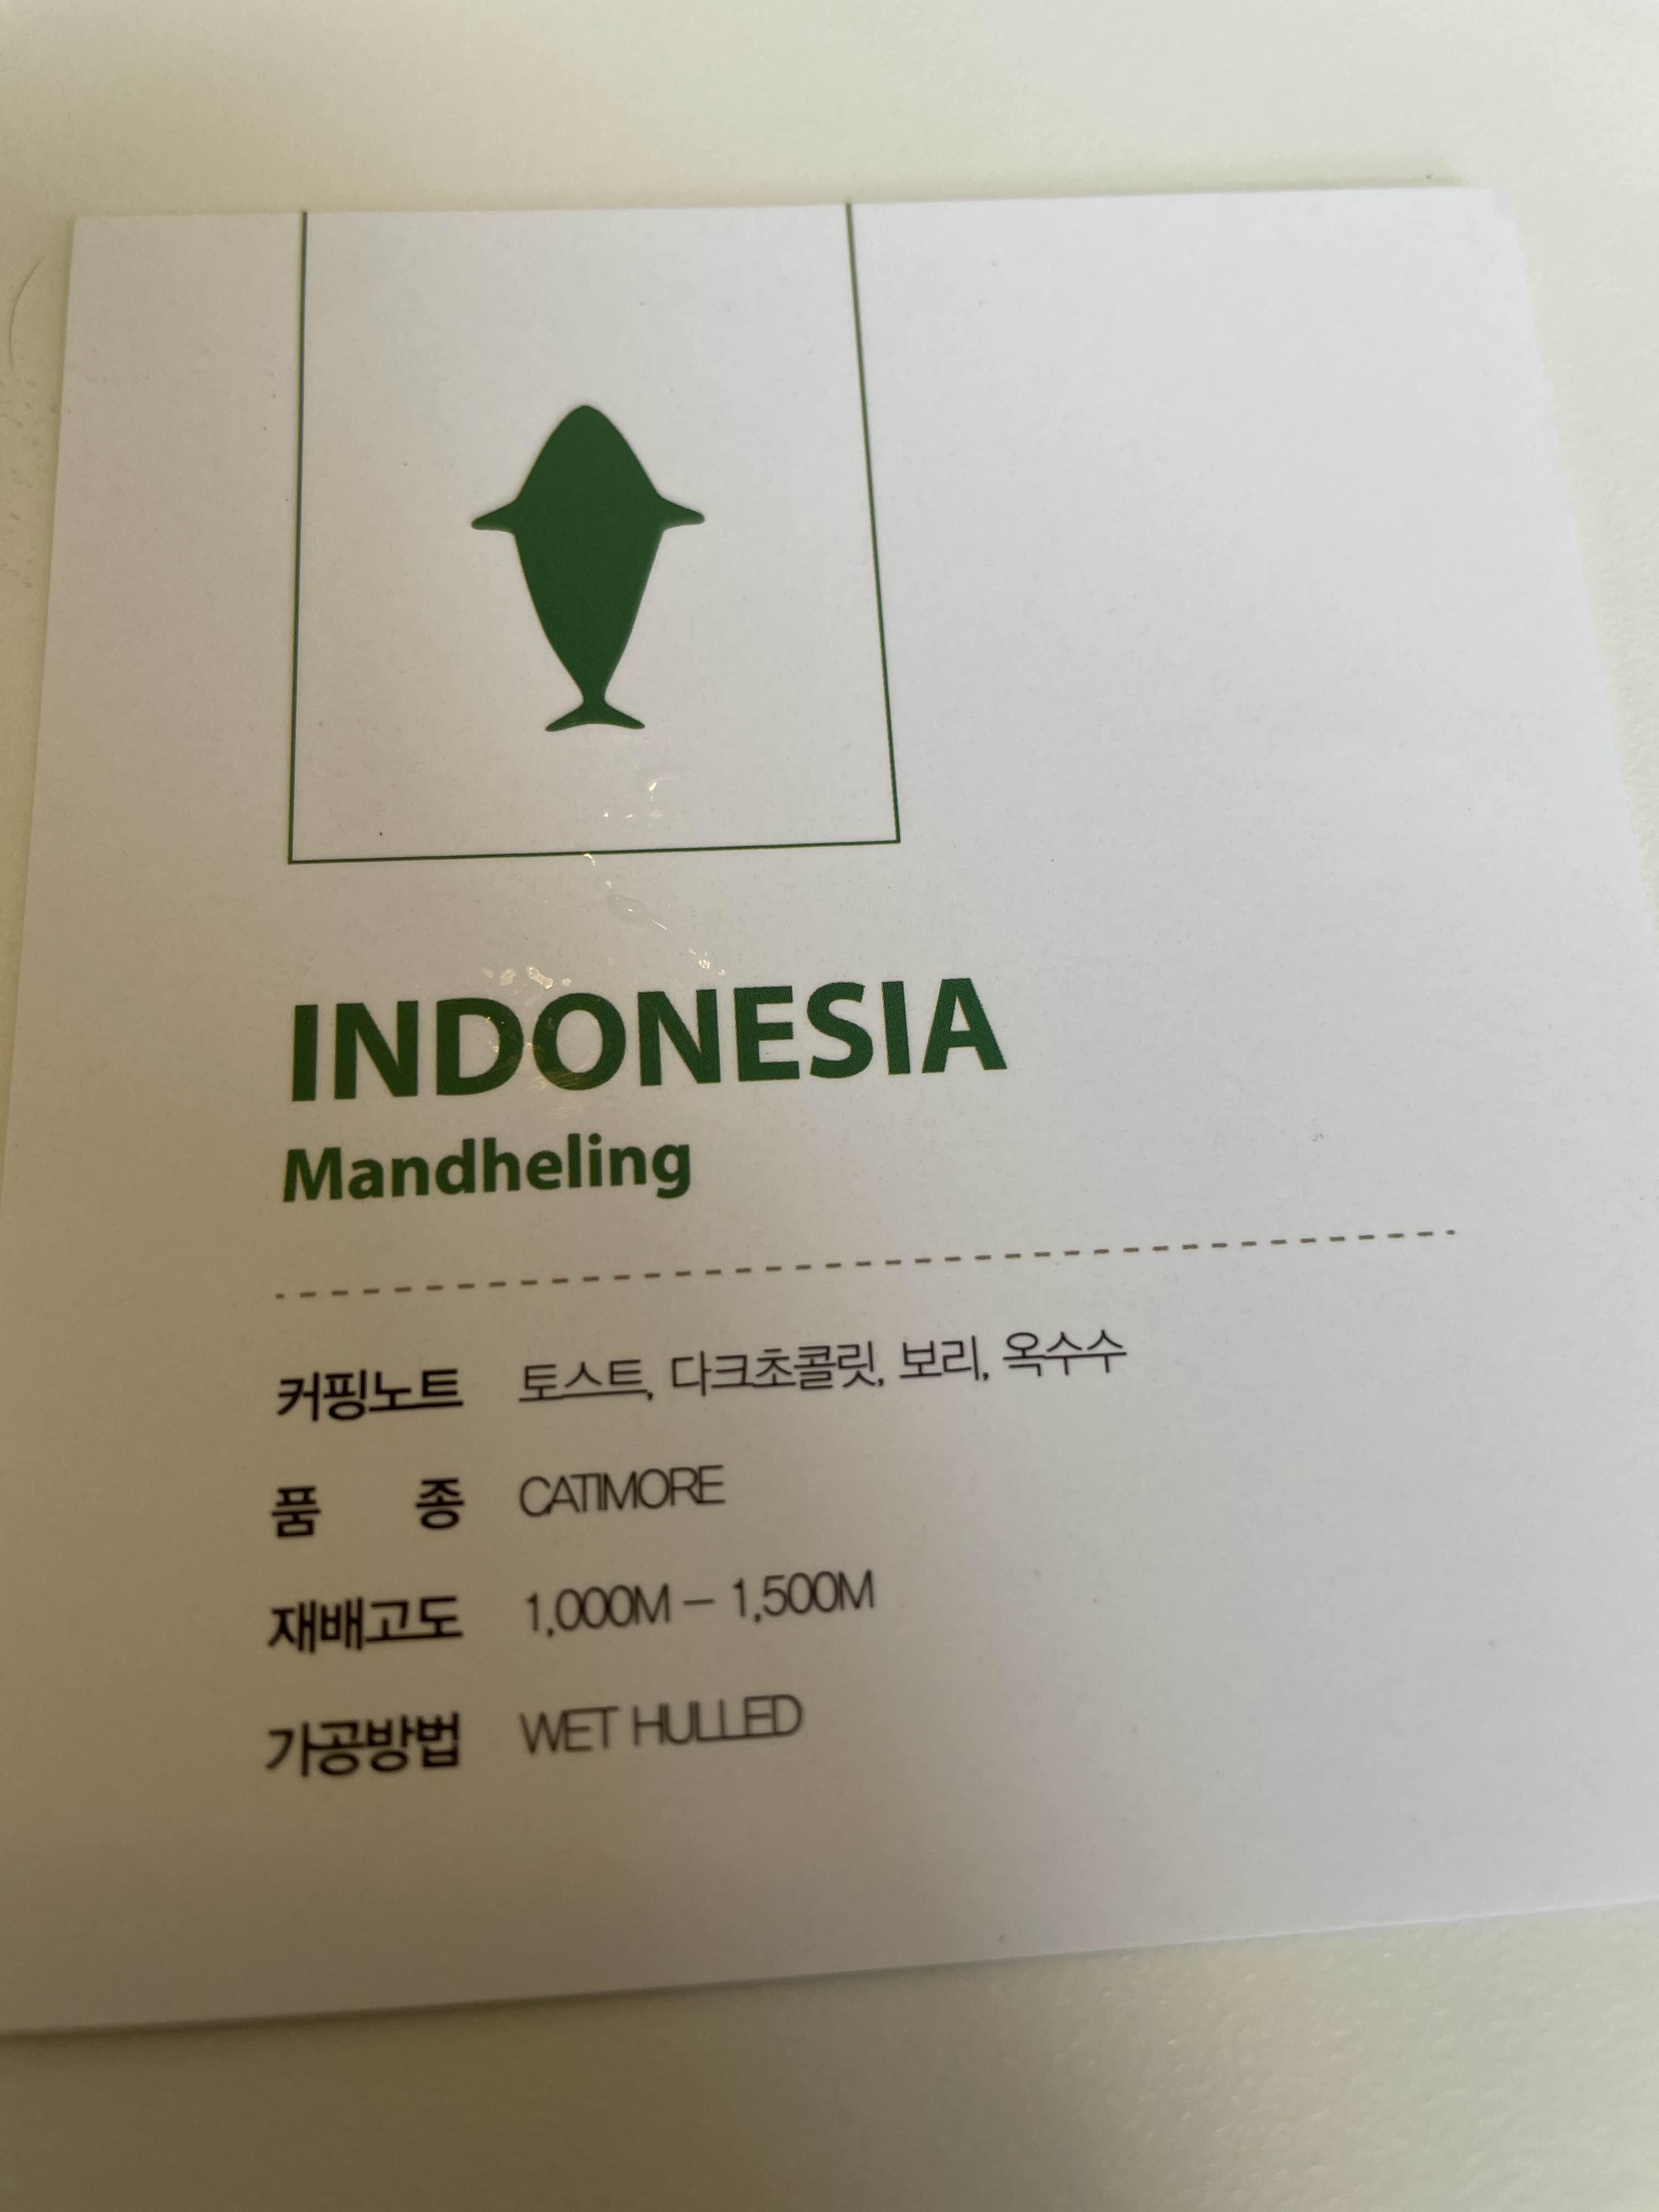 INDONESIA
Mandheling
커핑노트 토스트, 다크초콜릿, 보리, 옥수수
품 종 CATIMORE
재배고도 1,000M – 1,500M
가공방법 WET HULLED